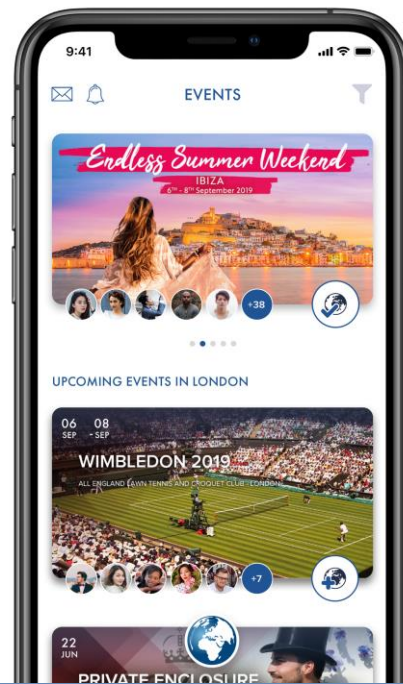 9:41
EVENTS
Endless Summer Weekend
IBIZA
6TH - 8TH September 2019
+38
UPCOMING EVENTS IN LONDON
06 08
SEP - SEP
WIMBLEDON 2019
ALL ENGLAND LAWN TENNIS AND CROQUET CLUB - LONDON
+7
22
JUN
PRIVATE ENCLOSURE